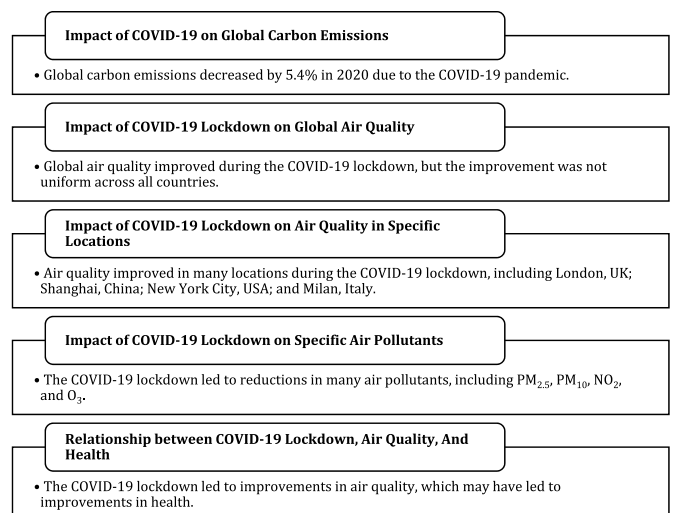 Impact of COVID-19 on Global Carbon Emissions
• Global carbon emissions decreased by 5.4% in 2020 due to the COVID-19 pandemic.
Impact of COVID-19 Lockdown on Global Air Quality
• Global air quality improved during the COVID-19 lockdown, but the improvement was not
uniform across all countries.
Impact of COVID-19 Lockdown on Air Quality in Specific
Locations
• Air quality improved in many locations during the COVID-19 lockdown, including London, UK;
Shanghai, China; New York City, USA; and Milan, Italy.
Impact of COVID-19 Lockdown on Specific Air Pollutants
• The COVID-19 lockdown led to reductions in many air pollutants, including PM2.5, PM10, NO2,
and O3.
Relationship between COVID-19 Lockdown, Air Quality, And
Health
• The COVID-19 lockdown led to improvements in air quality, which may have led to
improvements in health.